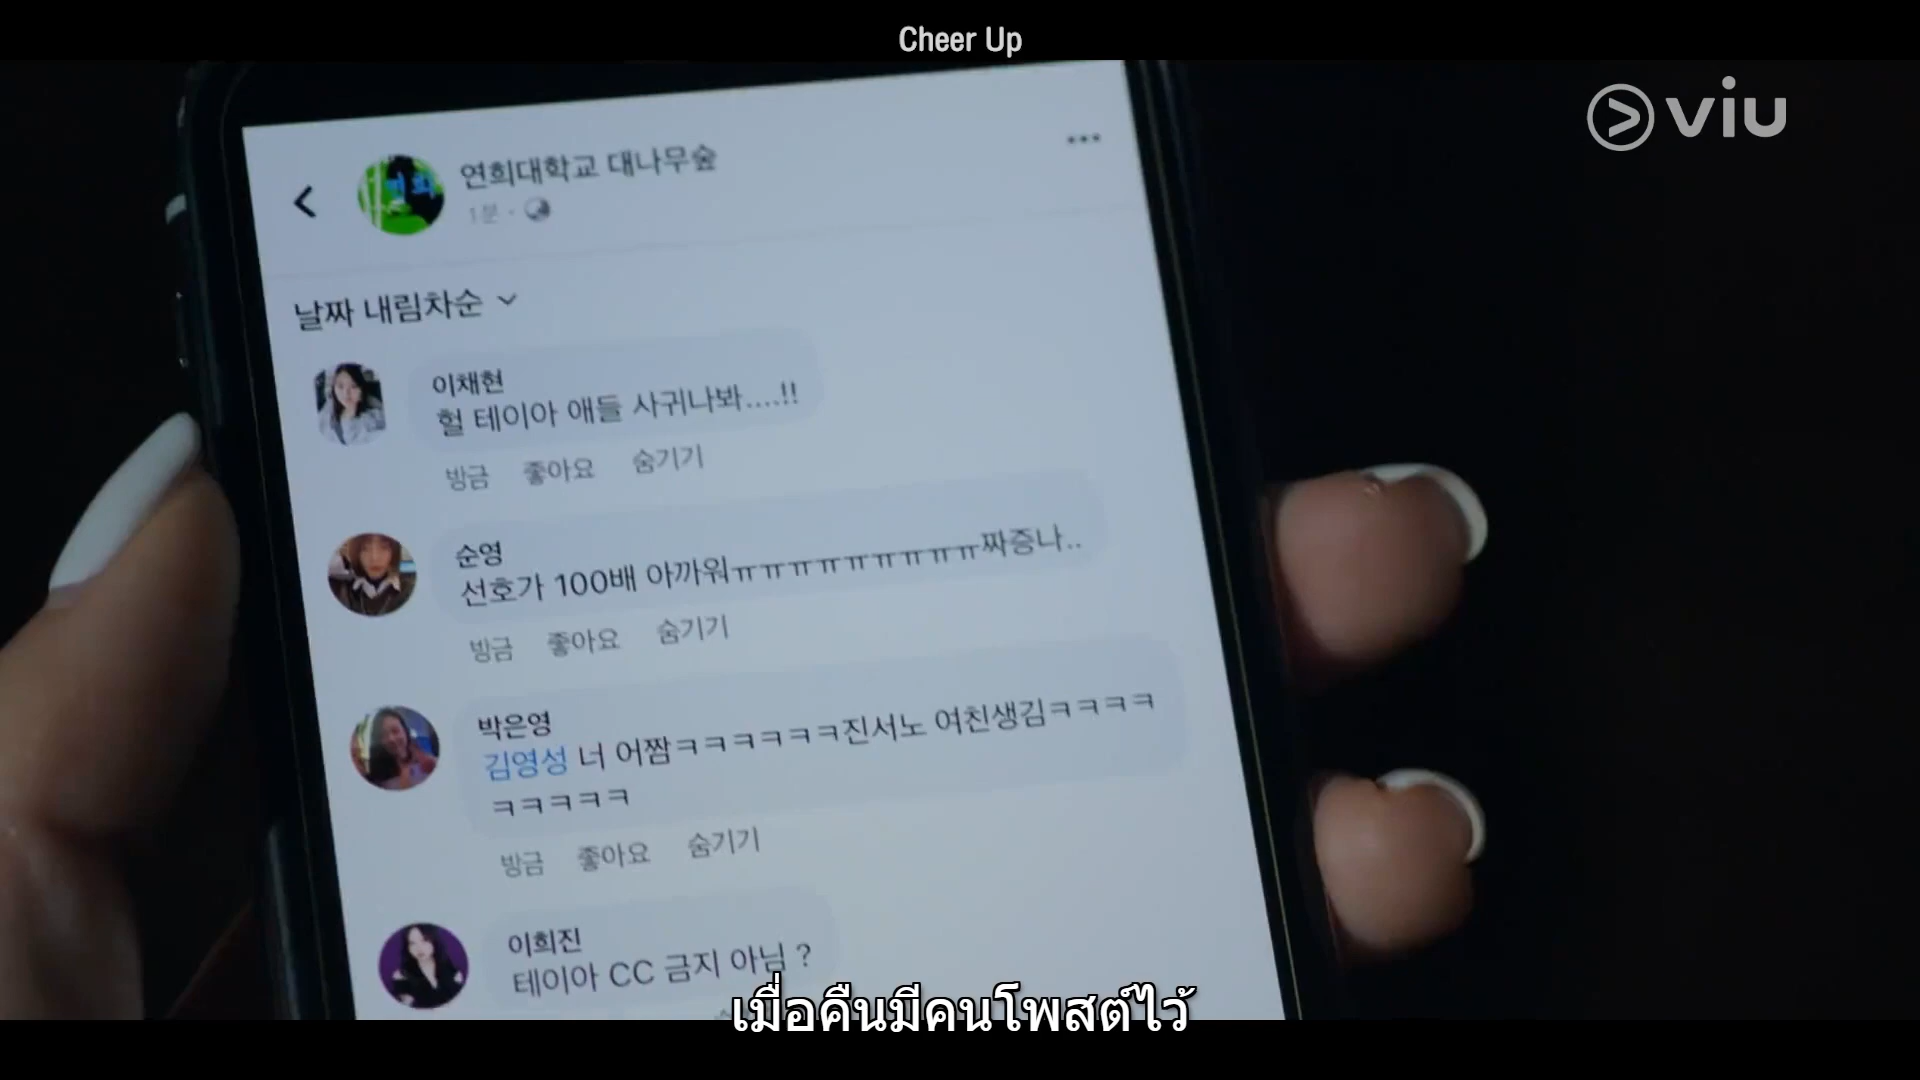 Cheer Up
viu
연희대학교 대나무숲
1분 ·
날짜 내림차순
이채현
헐 테이아 애들 사귀나봐....!!
방금 좋아요 숨기기
순영
선호가 100배 아까워ㅠㅠㅠㅠㅠㅠㅠㅠㅠ짜증나..
방금 좋아요 숨기기
박은영
김영성 너 어짬ㅋㅋㅋㅋㅋㅋ진서노 여친생김ㅋㅋㅋㅋ
ㅋㅋㅋㅋㅋ
방금 좋아요 숨기기
이희진
테이아 CC 금지 아님 ?
เมื่อคืนมีคนโพสต์ไว้